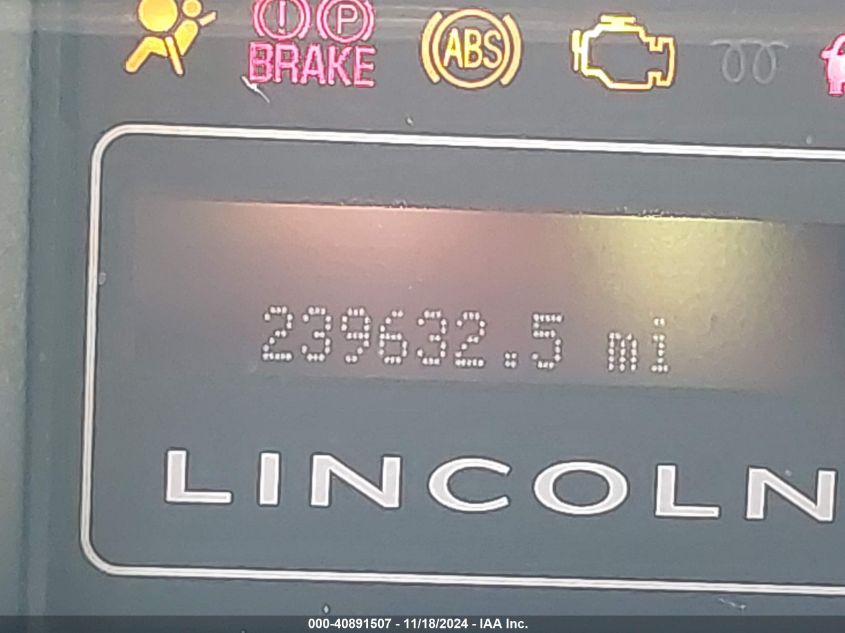 ! P
BRAKE ABS
239632.5 mi
LINCOLN
000-40891507 - 11/18/2024 - IAA Inc.